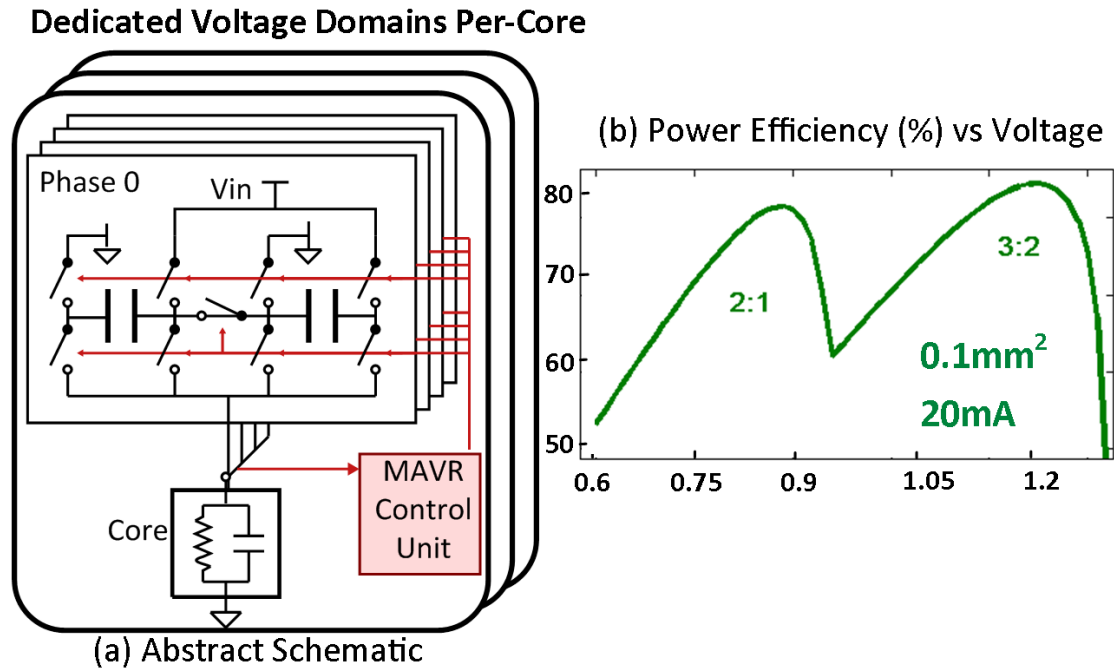 Dedicated Voltage Domains Per-Core
Phase 0
Vin
Core
MAVR
Control
Unit
(a) Abstract Schematic
(b) Power Efficiency (%) vs Voltage
80
70
60
50
2:1
3:2
0.1mm²
20mA
0.6 0.75 0.9 1.05 1.2